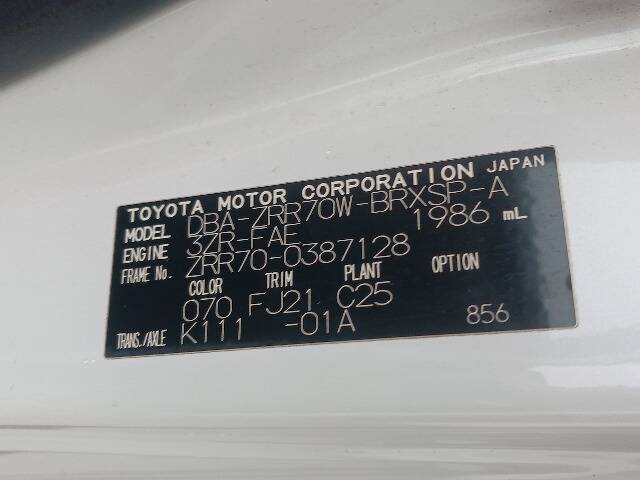 TOYOTA MOTOR CORPORATION JAPAN
MODEL DBA-ZRR70W-BRXSP-A
ENGINE 3ZR-FAE 1986 mL
FRAME No. ZRR70-0387128
COLOR TRIM PLANT OPTION
070 FJ21 C25
TRANS./AXLE K111 -01A 856